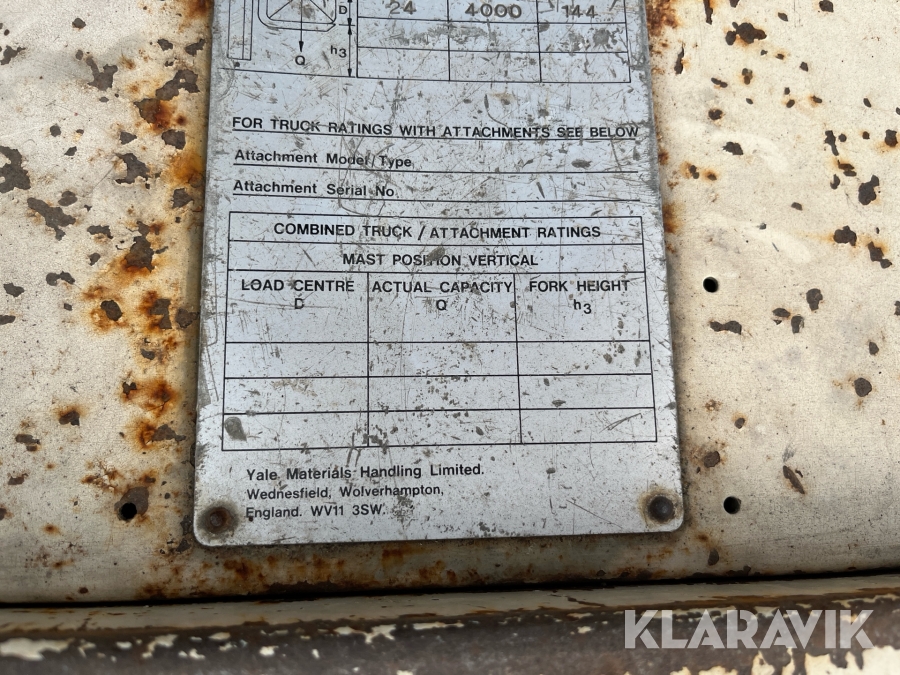 D 24 4000 144
h3
Q
FOR TRUCK RATINGS WITH ATTACHMENTS SEE BELOW
Attachment Model/Type
Attachment Serial No
COMBINED TRUCK / ATTACHMENT RATINGS
MAST POSITION VERTICAL
LOAD CENTRE ACTUAL CAPACITY FORK HEIGHT
D Q h3
Yale Materials Handling Limited.
Wednesfield, Wolverhampton,
England. WV11 3SW.
KLARAVIK